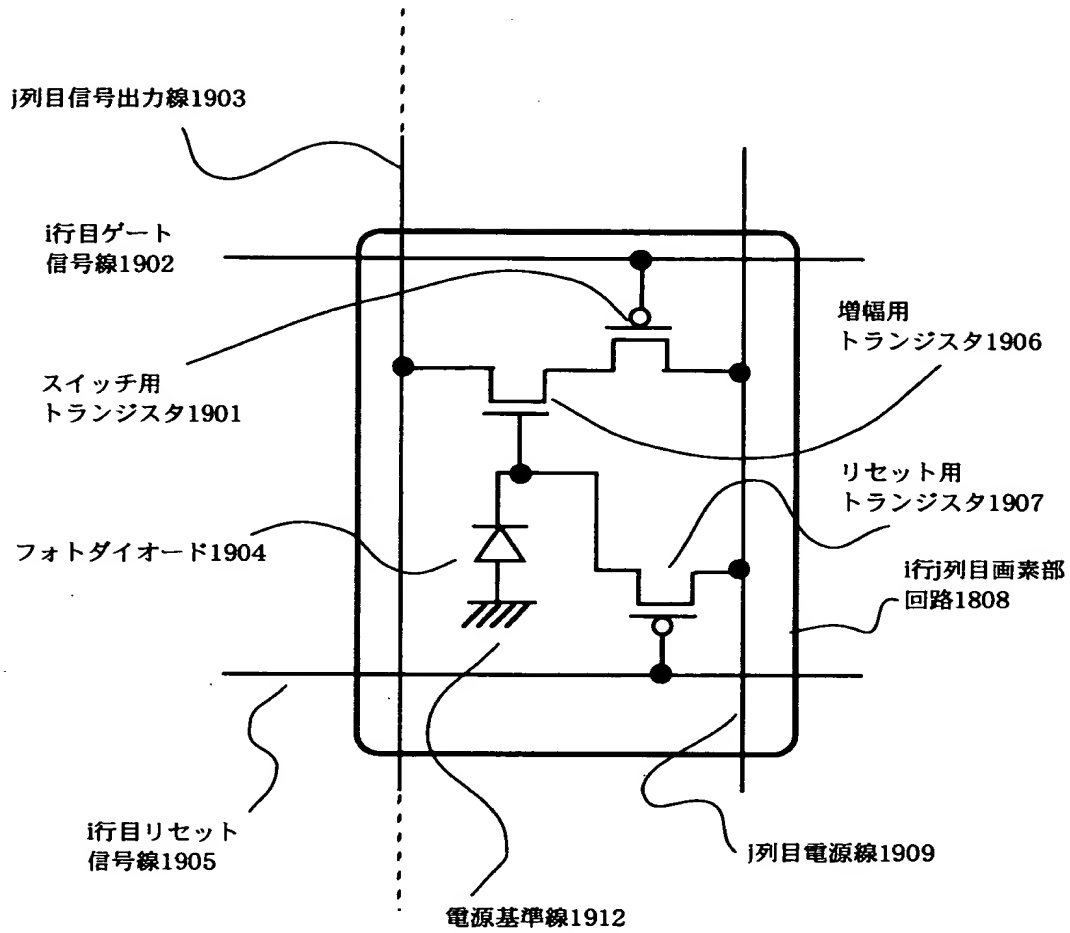 j列目信号出力線1903
i行目ゲート
信号線1902
増幅用
トランジスタ1906
スイッチ用
トランジスタ1901
リセット用
トランジスタ1907
フォトダイオード1904
i行j列目画素部
回路1808
i行目リセット
信号線1905
j列目電源線1909
電源基準線1912